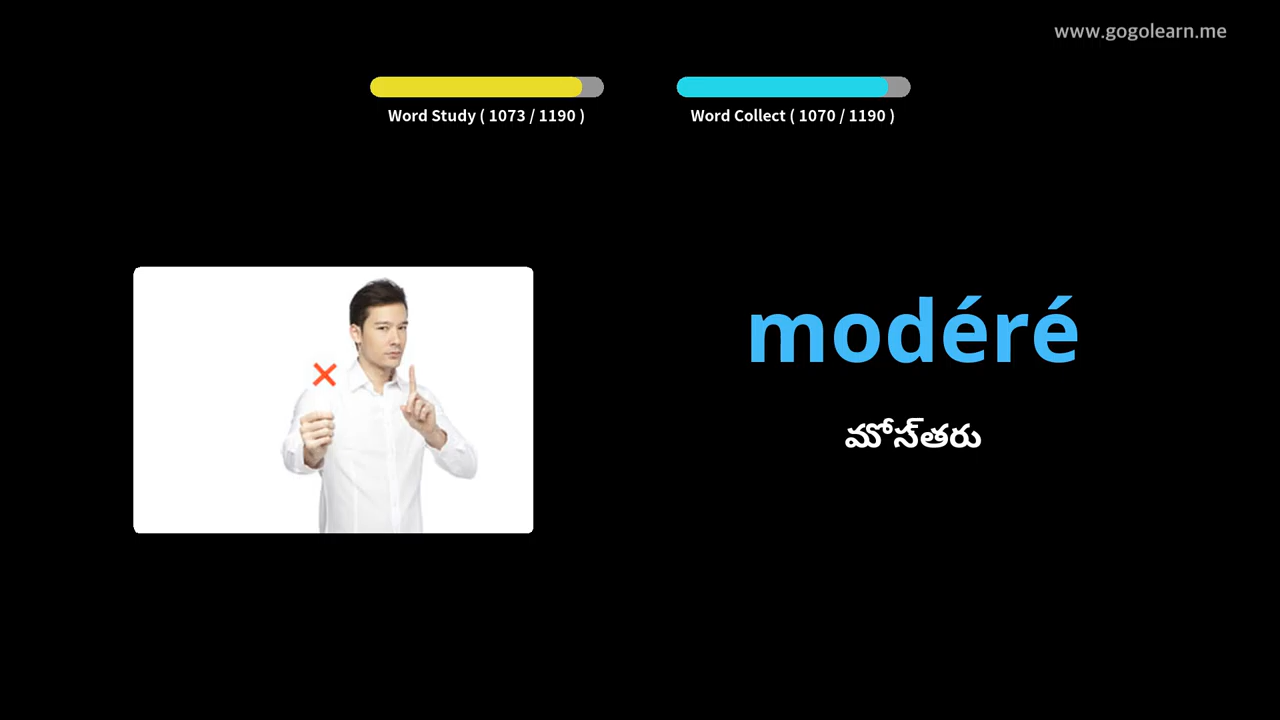 www.gogolearn.me
Word Study ( 1073 / 1190 )
Word Collect ( 1070 / 1190 )
modéré
మోస్‌తరు